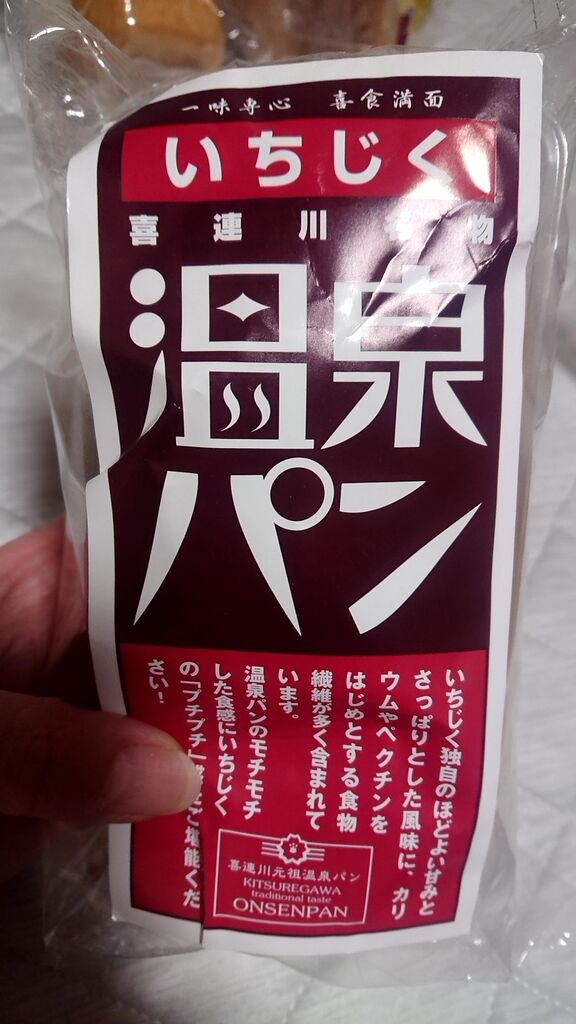 一味専心 喜食満面
いちじく
喜連川名物
温泉
パン
いちじく独自のほどよい甘みと
さっぱりとした風味に、カリ
ウムやペクチンを
はじめとする食物
繊維が多く含まれて
います。
温泉パンのモチモチ
した食感にいちじく
の「プチプチ」 ご堪能くだ
さい!
喜連川元祖温泉パン
KITSUREGAWA
traditional taste
ONSENPAN